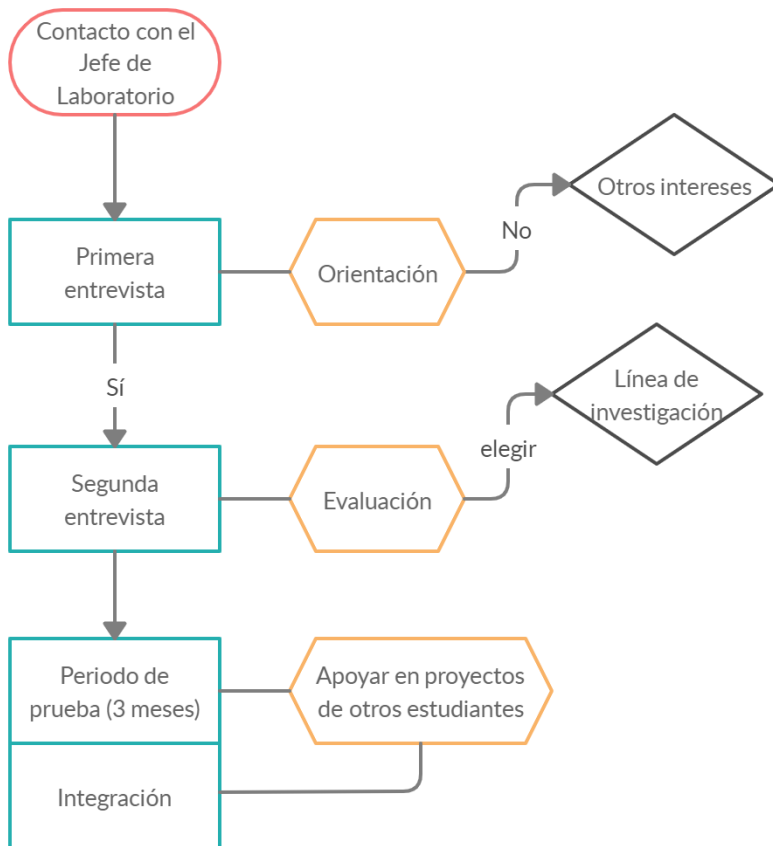 Contacto con el
Jefe de
Laboratorio
Otros intereses
No
Primera
entrevista
Orientación
Sí
Línea de
investigación
elegir
Segunda
entrevista
Evaluación
Periodo de
prueba (3 meses)
Apoyar en proyectos
de otros estudiantes
Integración